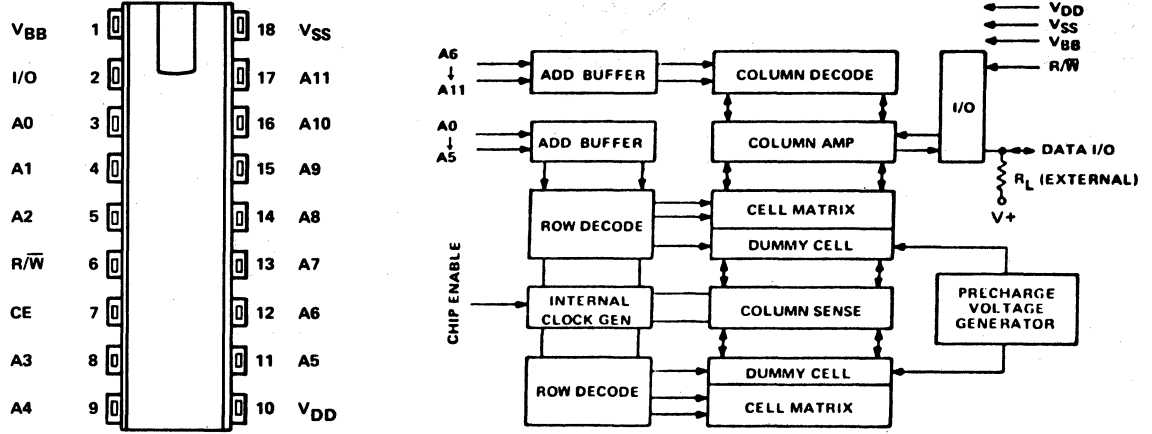 VBB 1 18 VSS
I/O 2 17 A11
A0 3 16 A10
A1 4 15 A9
A2 5 14 A8
R/W̅ 6 13 A7
CE 7 12 A6
A3 8 11 A5
A4 9 10 VDD
VDD
VSS
VBB
R/W̅
A6
↓
A11
ADD BUFFER
COLUMN DECODE
I/O
A0
↓
A5
ADD BUFFER
COLUMN AMP
DATA I/O
RL (EXTERNAL)
V+
ROW DECODE
CELL MATRIX
DUMMY CELL
CHIP ENABLE
INTERNAL
CLOCK GEN
COLUMN SENSE
PRECHARGE
VOLTAGE
GENERATOR
ROW DECODE
DUMMY CELL
CELL MATRIX